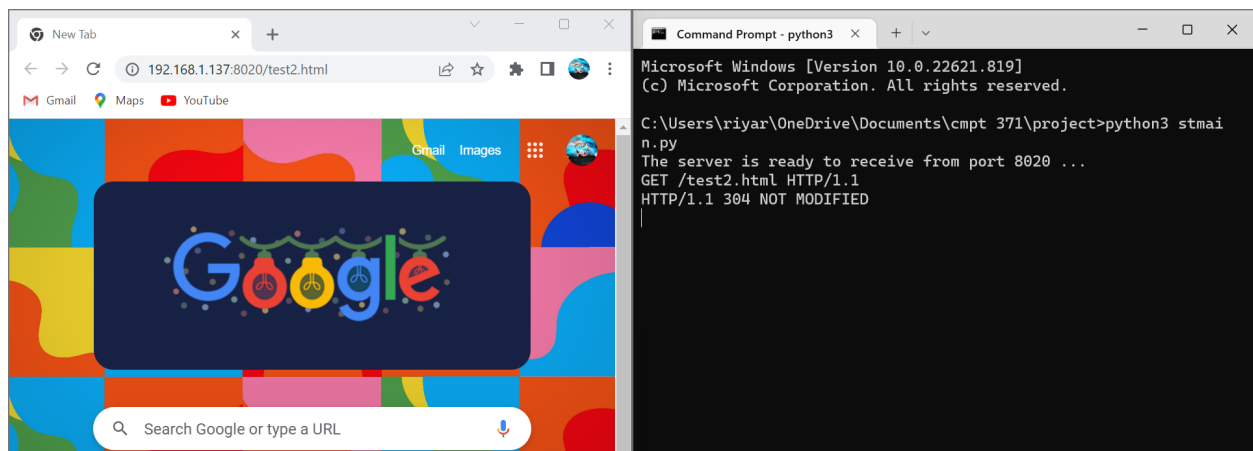 New Tab
192.168.1.137:8020/test2.html
Gmail Maps YouTube
Gmail Images
Google
Search Google or type a URL
Command Prompt - python3
Microsoft Windows [Version 10.0.22621.819]
(c) Microsoft Corporation. All rights reserved.
C:\Users\riyar\OneDrive\Documents\cmpt 371\project>python3 stmai
n.py
The server is ready to receive from port 8020 ...
GET /test2.html HTTP/1.1
HTTP/1.1 304 NOT MODIFIED